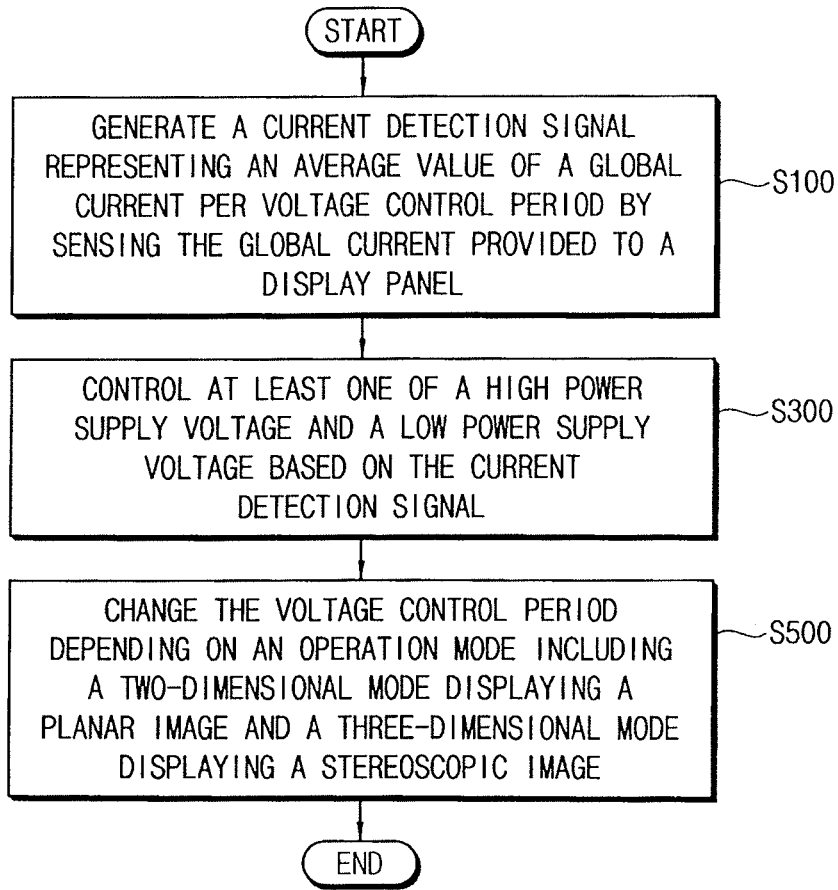 START
GENERATE A CURRENT DETECTION SIGNAL
REPRESENTING AN AVERAGE VALUE OF A GLOBAL
CURRENT PER VOLTAGE CONTROL PERIOD BY
SENSING THE GLOBAL CURRENT PROVIDED TO A
DISPLAY PANEL
S100
CONTROL AT LEAST ONE OF A HIGH POWER
SUPPLY VOLTAGE AND A LOW POWER SUPPLY
VOLTAGE BASED ON THE CURRENT
DETECTION SIGNAL
S300
CHANGE THE VOLTAGE CONTROL PERIOD
DEPENDING ON AN OPERATION MODE INCLUDING
A TWO-DIMENSIONAL MODE DISPLAYING A
PLANAR IMAGE AND A THREE-DIMENSIONAL MODE
DISPLAYING A STEREOSCOPIC IMAGE
S500
END